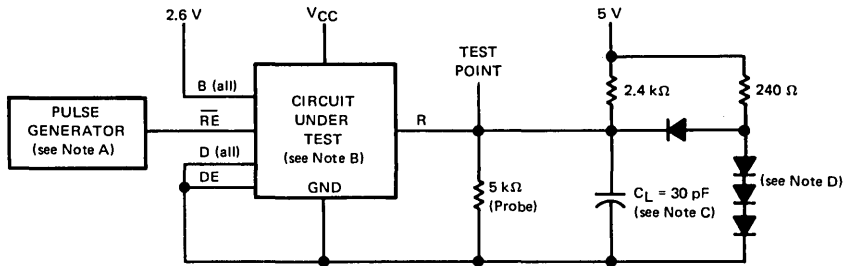 2.6 V
VCC
5 V
TEST
POINT
B (all)
2.4 kΩ
240 Ω
PULSE
GENERATOR
(see Note A)
RE
CIRCUIT
UNDER
TEST
(see Note B)
R
D (all)
DE
GND
5 kΩ
(Probe)
CL = 30 pF
(see Note C)
(see Note D)